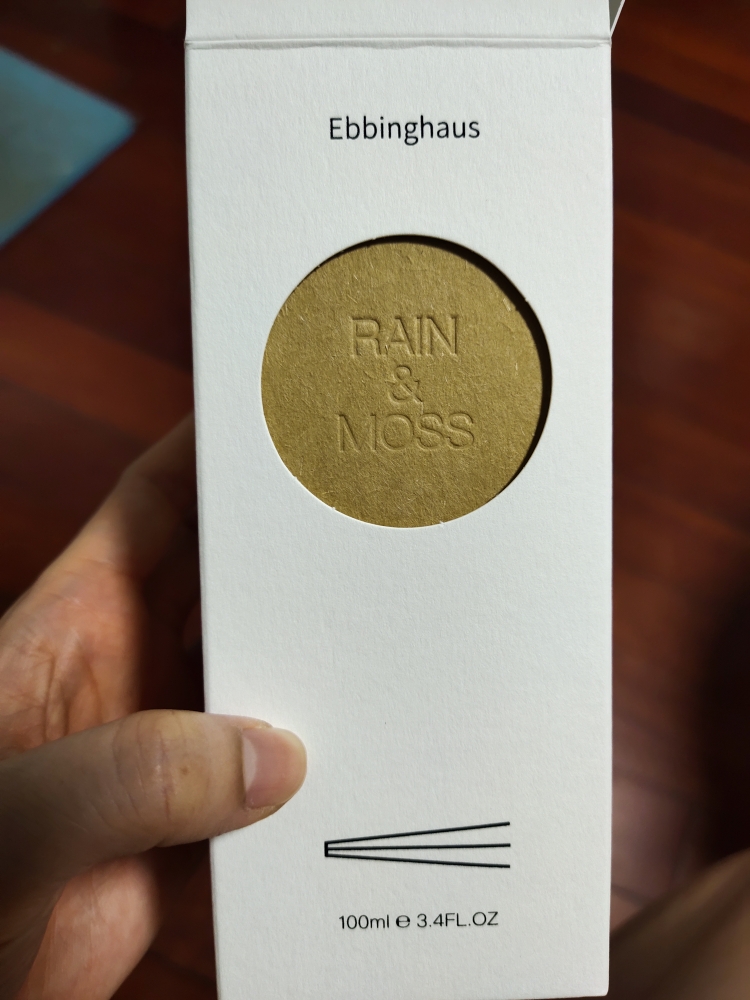 Ebbinghaus
RAIN
&
MOSS
100ml ℮ 3.4FL.OZ